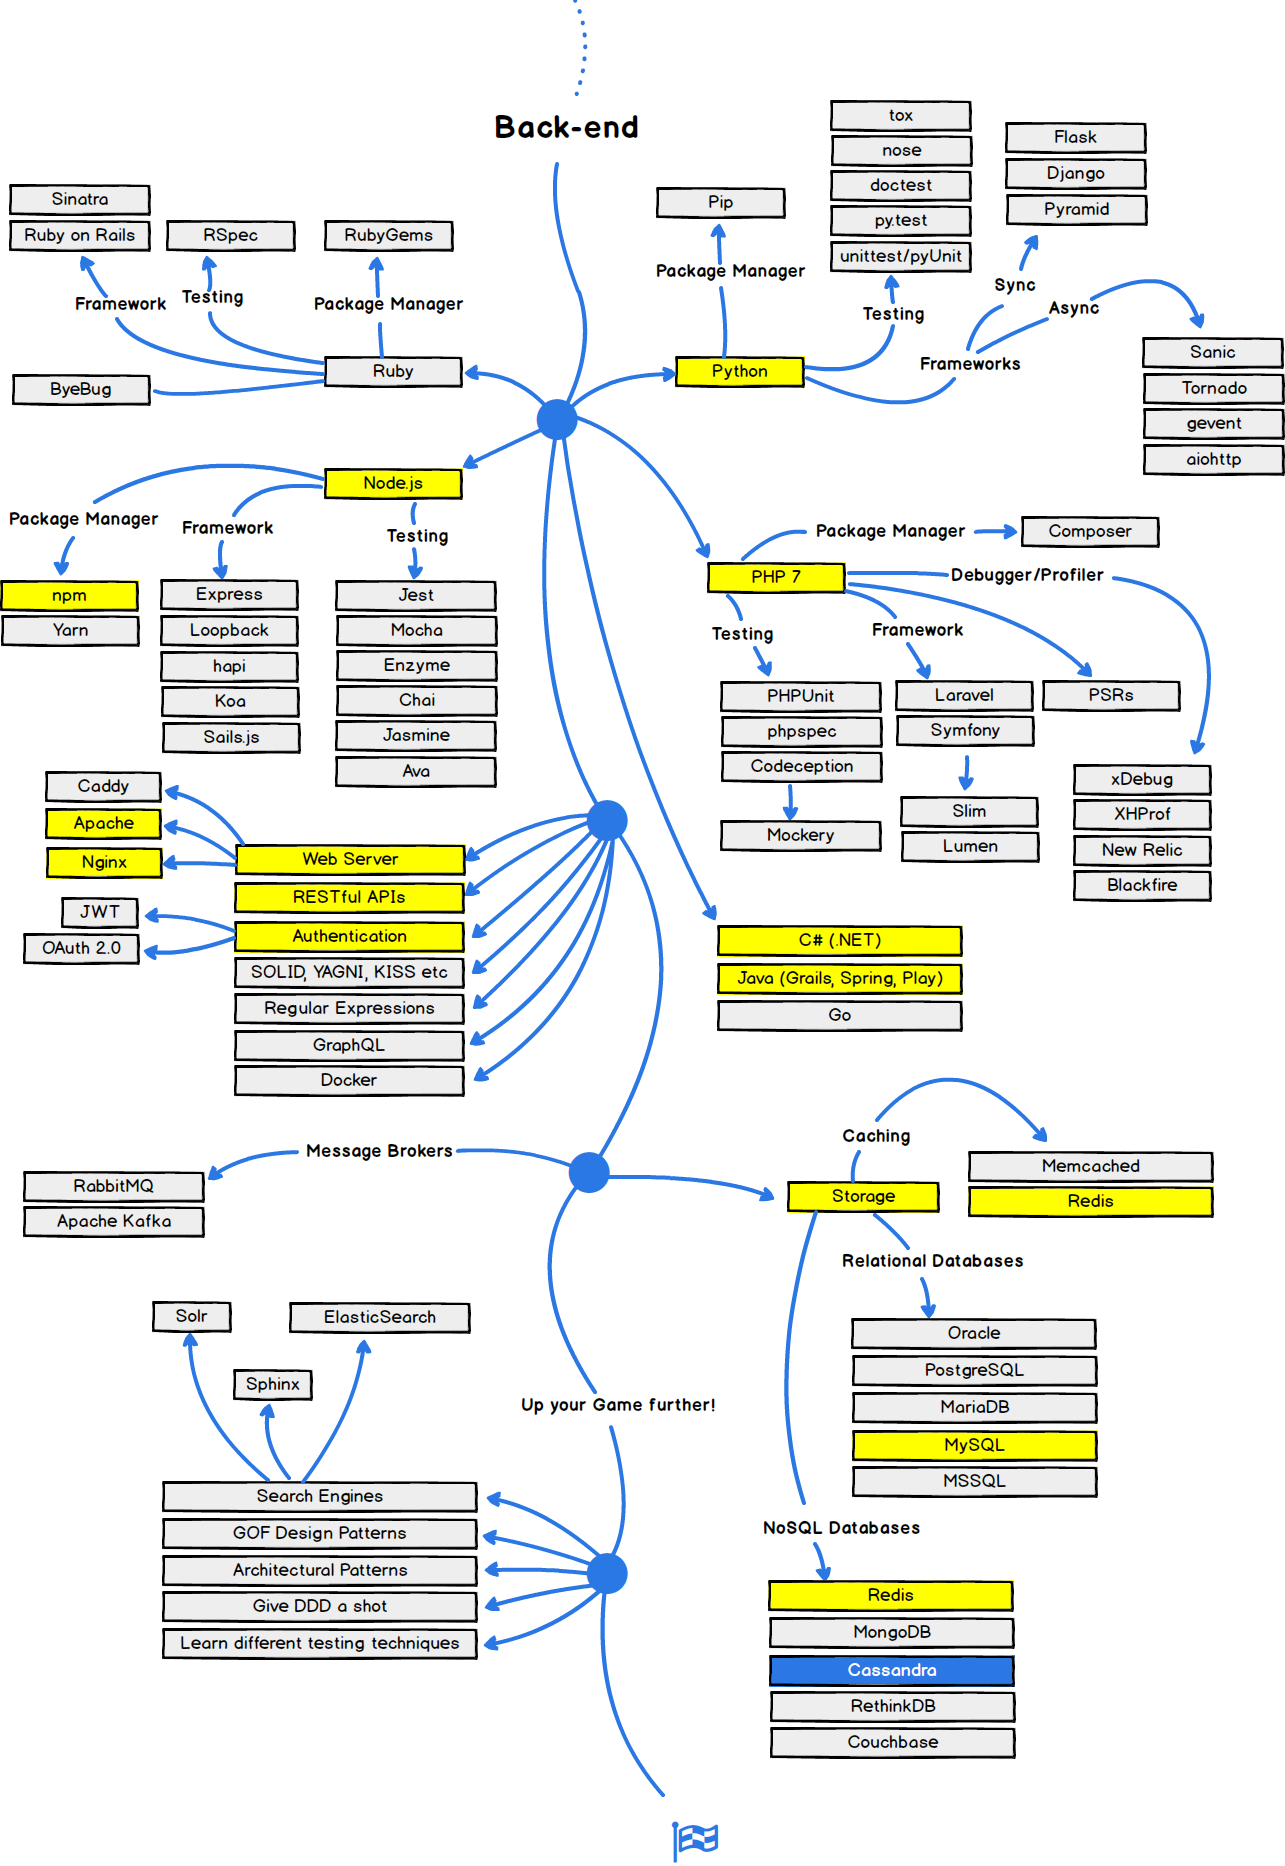 Back-end
Sinatra
Ruby on Rails
RSpec
RubyGems
Framework
Testing
Package Manager
ByeBug
Ruby
Pip
Package Manager
Python
tox
nose
doctest
py.test
unittest/pyUnit
Testing
Flask
Django
Pyramid
Sync
Async
Frameworks
Sanic
Tornado
gevent
aiohttp
Node.js
Package Manager
Framework
Testing
npm
Yarn
Express
Loopback
hapi
Koa
Sails.js
Jest
Mocha
Enzyme
Chai
Jasmine
Ava
Package Manager
Composer
PHP 7
Debugger/Profiler
Testing
Framework
PHPUnit
phpspec
Codeception
Mockery
Laravel
Symfony
Slim
Lumen
PSRs
xDebug
XHProf
New Relic
Blackfire
Caddy
Apache
Nginx
JWT
OAuth 2.0
Web Server
RESTful APIs
Authentication
SOLID, YAGNI, KISS etc
Regular Expressions
GraphQL
Docker
C# (.NET)
Java (Grails, Spring, Play)
Go
Message Brokers
RabbitMQ
Apache Kafka
Caching
Storage
Memcached
Redis
Relational Databases
Oracle
PostgreSQL
MariaDB
MySQL
MSSQL
NoSQL Databases
Redis
MongoDB
Cassandra
RethinkDB
Couchbase
Up your Game further!
Solr
ElasticSearch
Sphinx
Search Engines
GOF Design Patterns
Architectural Patterns
Give DDD a shot
Learn different testing techniques